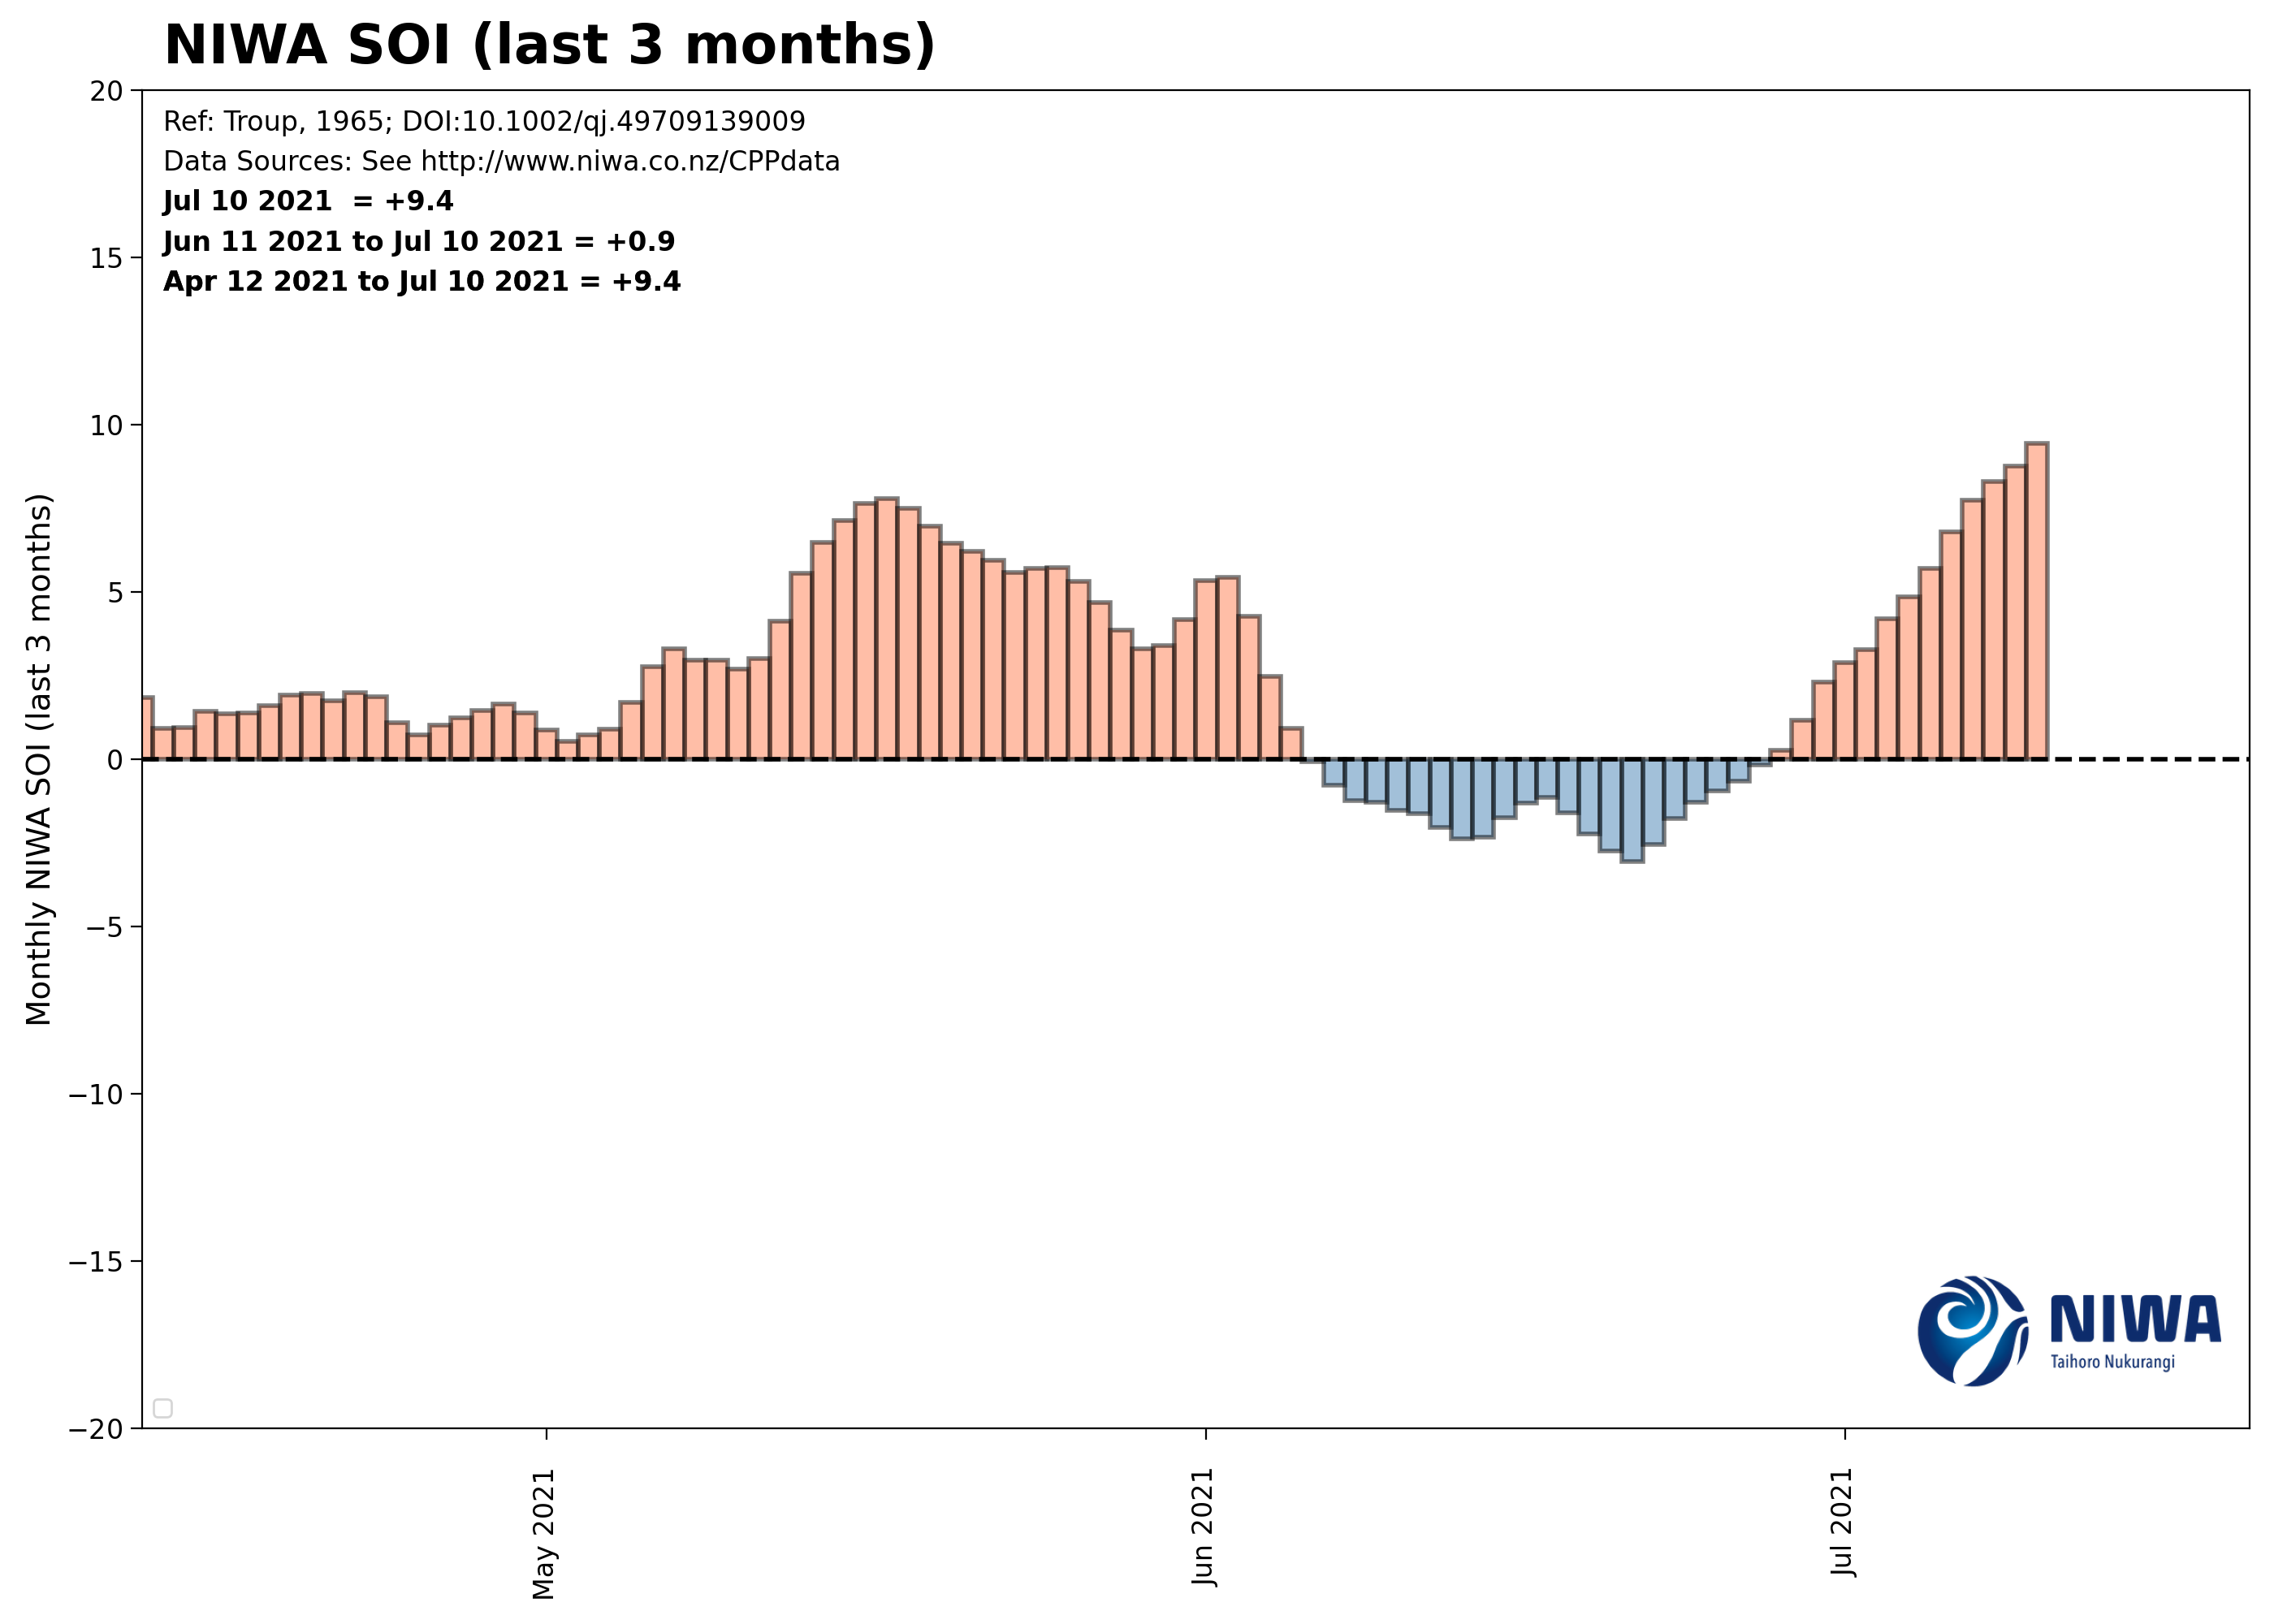 NIWA SOI (last 3 months)
Ref: Troup, 1965; DOI:10.1002/qj.49709139009
Data Sources: See http://www.niwa.co.nz/CPPdata
Jul 10 2021  = +9.4
Jun 11 2021 to Jul 10 2021 = +0.9
Apr 12 2021 to Jul 10 2021 = +9.4
Monthly NIWA SOI (last 3 months)
20
15
10
5
0
−5
−10
−15
−20
May 2021
Jun 2021
Jul 2021
NIWA
Taihoro Nukurangi